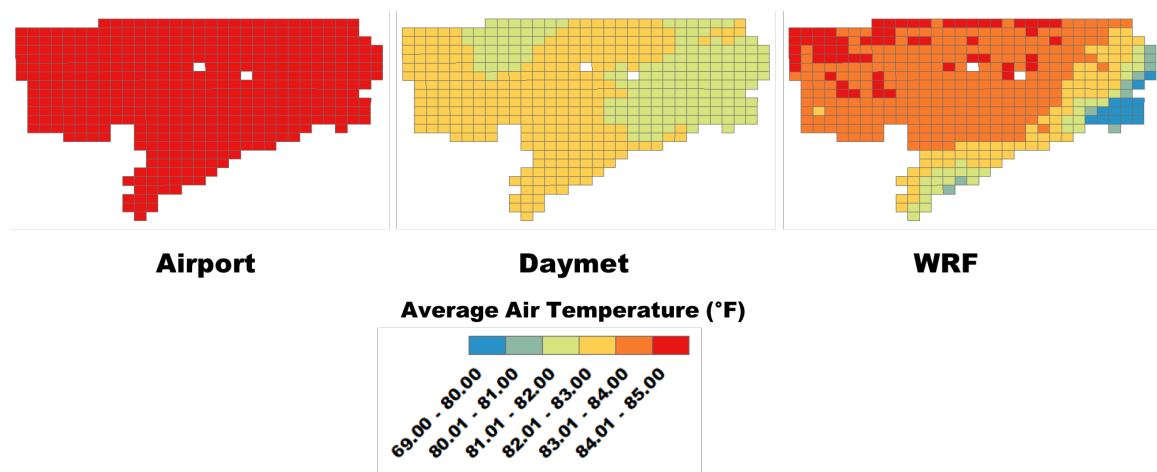 Airport
Daymet
WRF
Average Air Temperature (°F)
69.00 - 80.00
80.01 - 81.00
81.01 - 82.00
82.01 - 83.00
83.01 - 84.00
84.01 - 85.00